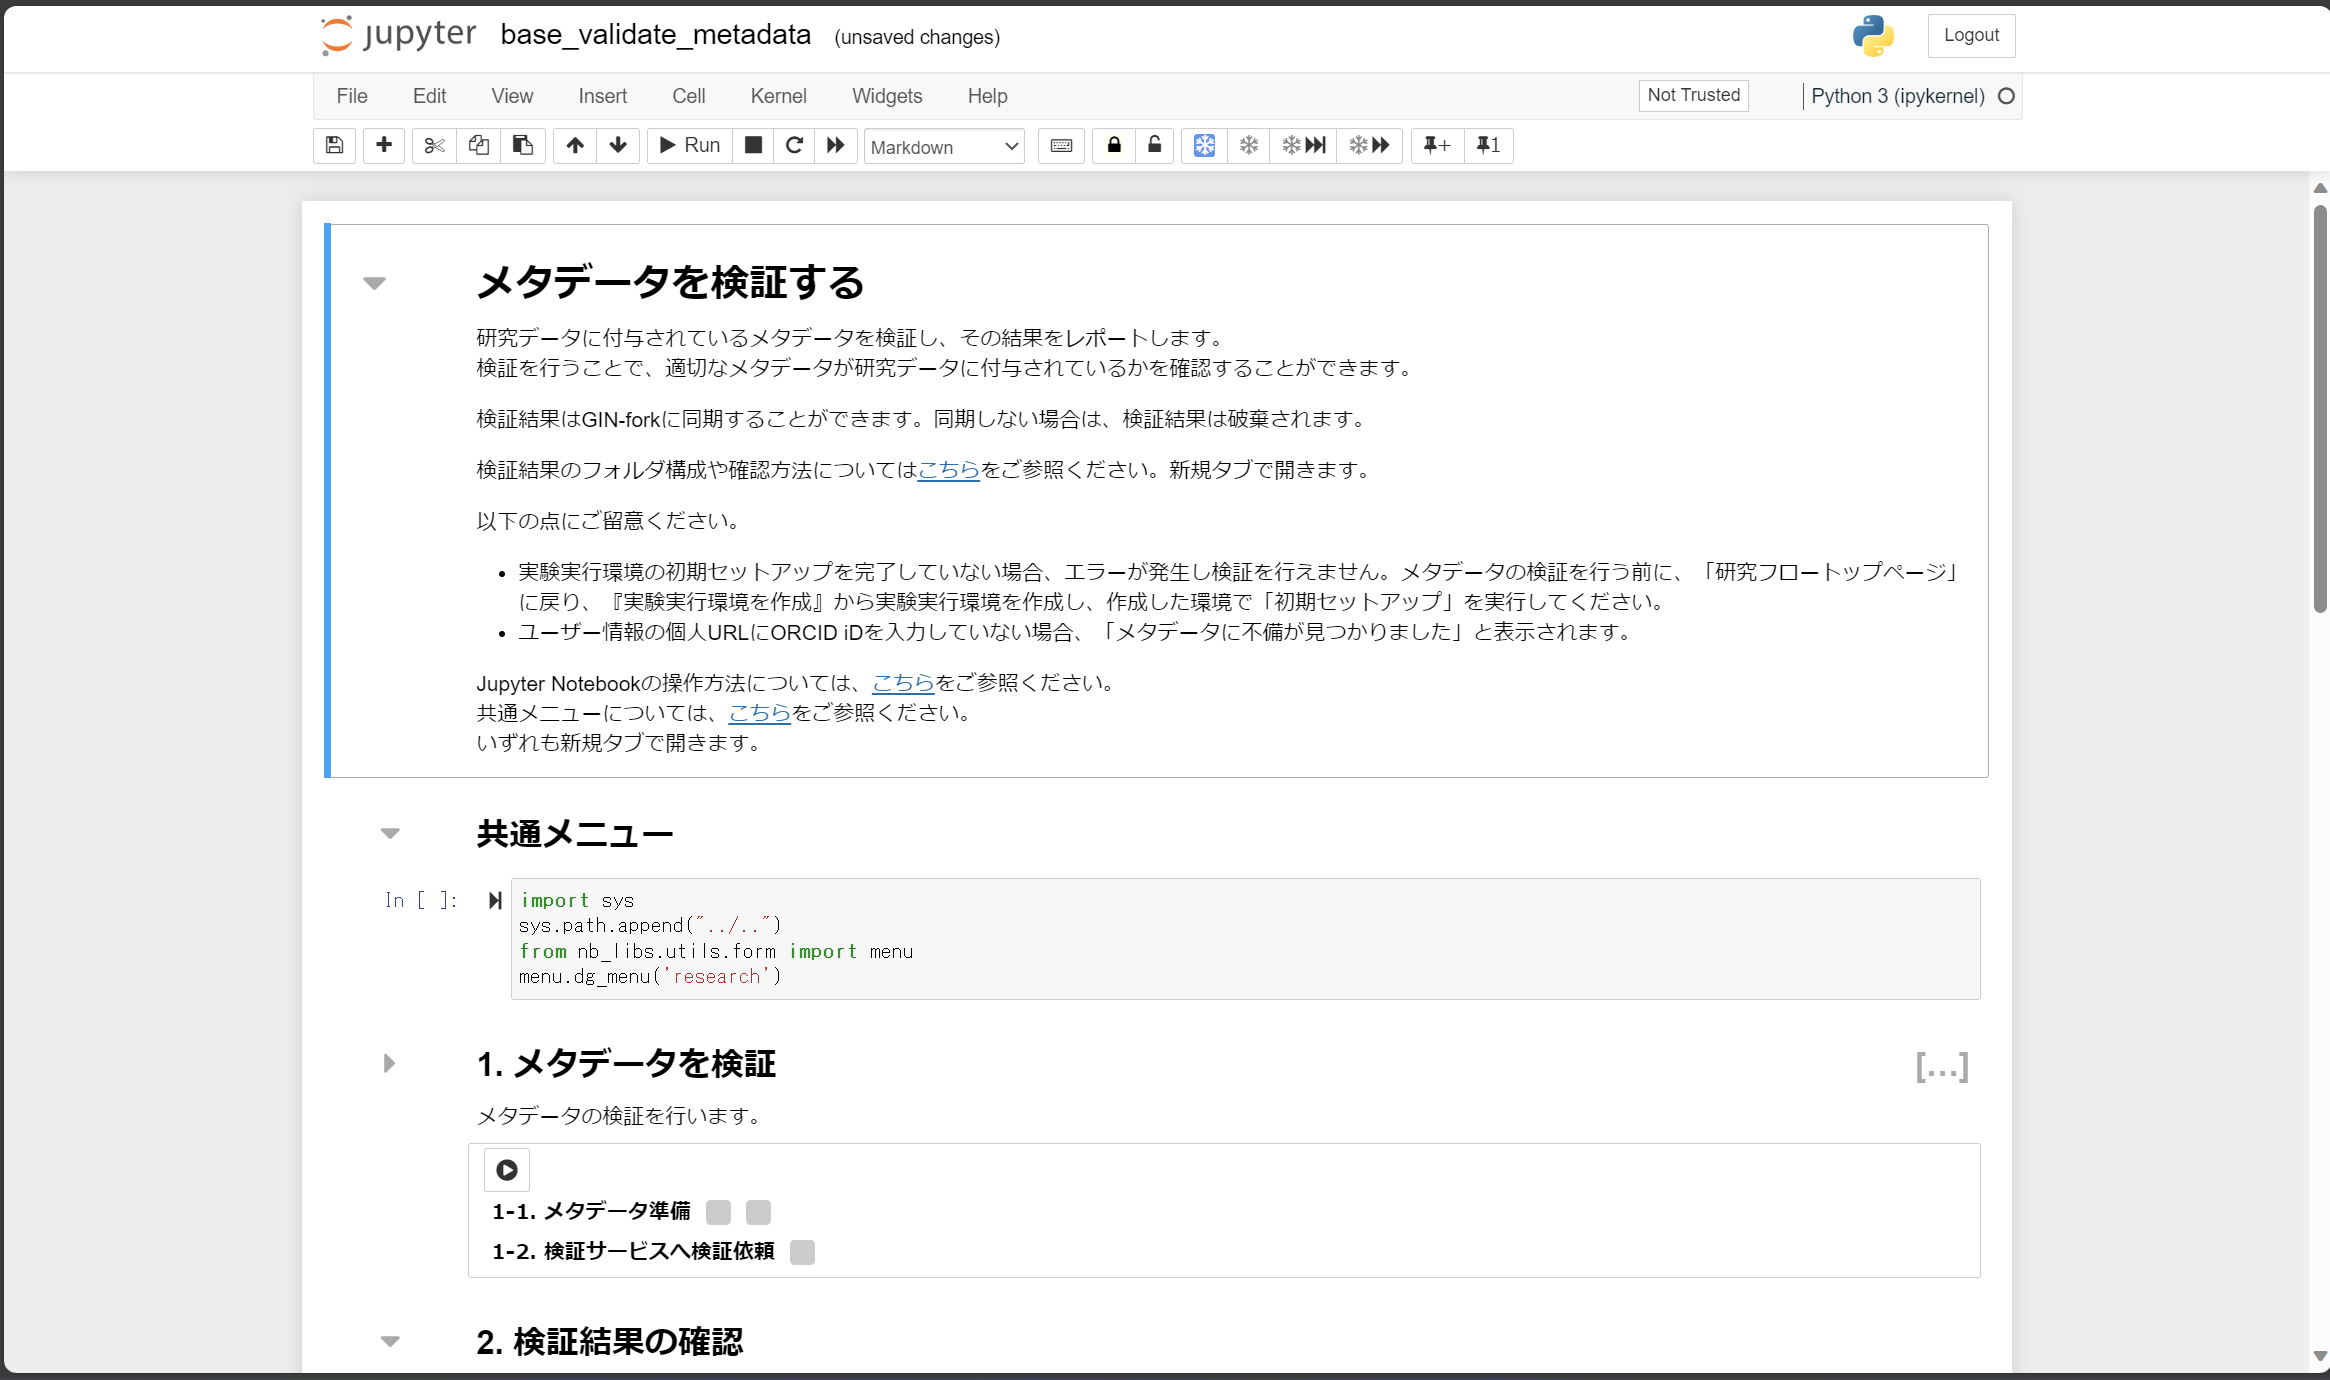 jupyter base_validate_metadata (unsaved changes) Logout
File Edit View Insert Cell Kernel Widgets Help Not Trusted Python 3 (ipykernel)
Run Markdown + 1
メタデータを検証する
研究データに付与されているメタデータを検証し、その結果をレポートします。
検証を行うことで、適切なメタデータが研究データに付与されているかを確認することができます。
検証結果はGIN-forkに同期することができます。同期しない場合は、検証結果は破棄されます。
検証結果のフォルダ構成や確認方法についてはこちらをご参照ください。新規タブで開きます。
以下の点にご留意ください。
• 実験実行環境の初期セットアップを完了していない場合、エラーが発生し検証を行えません。メタデータの検証を行う前に、「研究フロートップページ」
に戻り、『実験実行環境を作成』から実験実行環境を作成し、作成した環境で「初期セットアップ」を実行してください。
• ユーザー情報の個人URLにORCID iDを入力していない場合、「メタデータに不備が見つかりました」と表示されます。
Jupyter Notebookの操作方法については、こちらをご参照ください。
共通メニューについては、こちらをご参照ください。
いずれも新規タブで開きます。
共通メニュー
In [ ]: import sys
sys.path.append("../..")
from nb_libs.utils.form import menu
menu.dg_menu('research')
1. メタデータを検証 [...]
メタデータの検証を行います。
1-1. メタデータ準備
1-2. 検証サービスへ検証依頼
2. 検証結果の確認